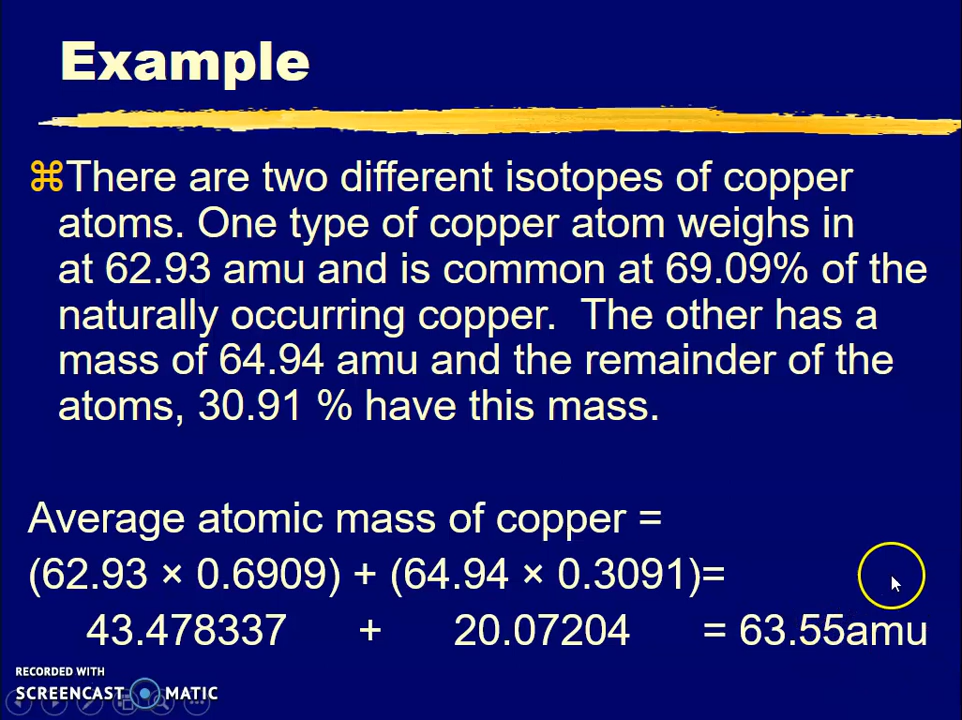 Example
⌘There are two different isotopes of copper
atoms. One type of copper atom weighs in
at 62.93 amu and is common at 69.09% of the
naturally occurring copper.  The other has a
mass of 64.94 amu and the remainder of the
atoms, 30.91 % have this mass.
Average atomic mass of copper =
(62.93 × 0.6909) + (64.94 × 0.3091)=
43.478337 + 20.07204 = 63.55amu
RECORDED WITH
SCREENCAST MATIC